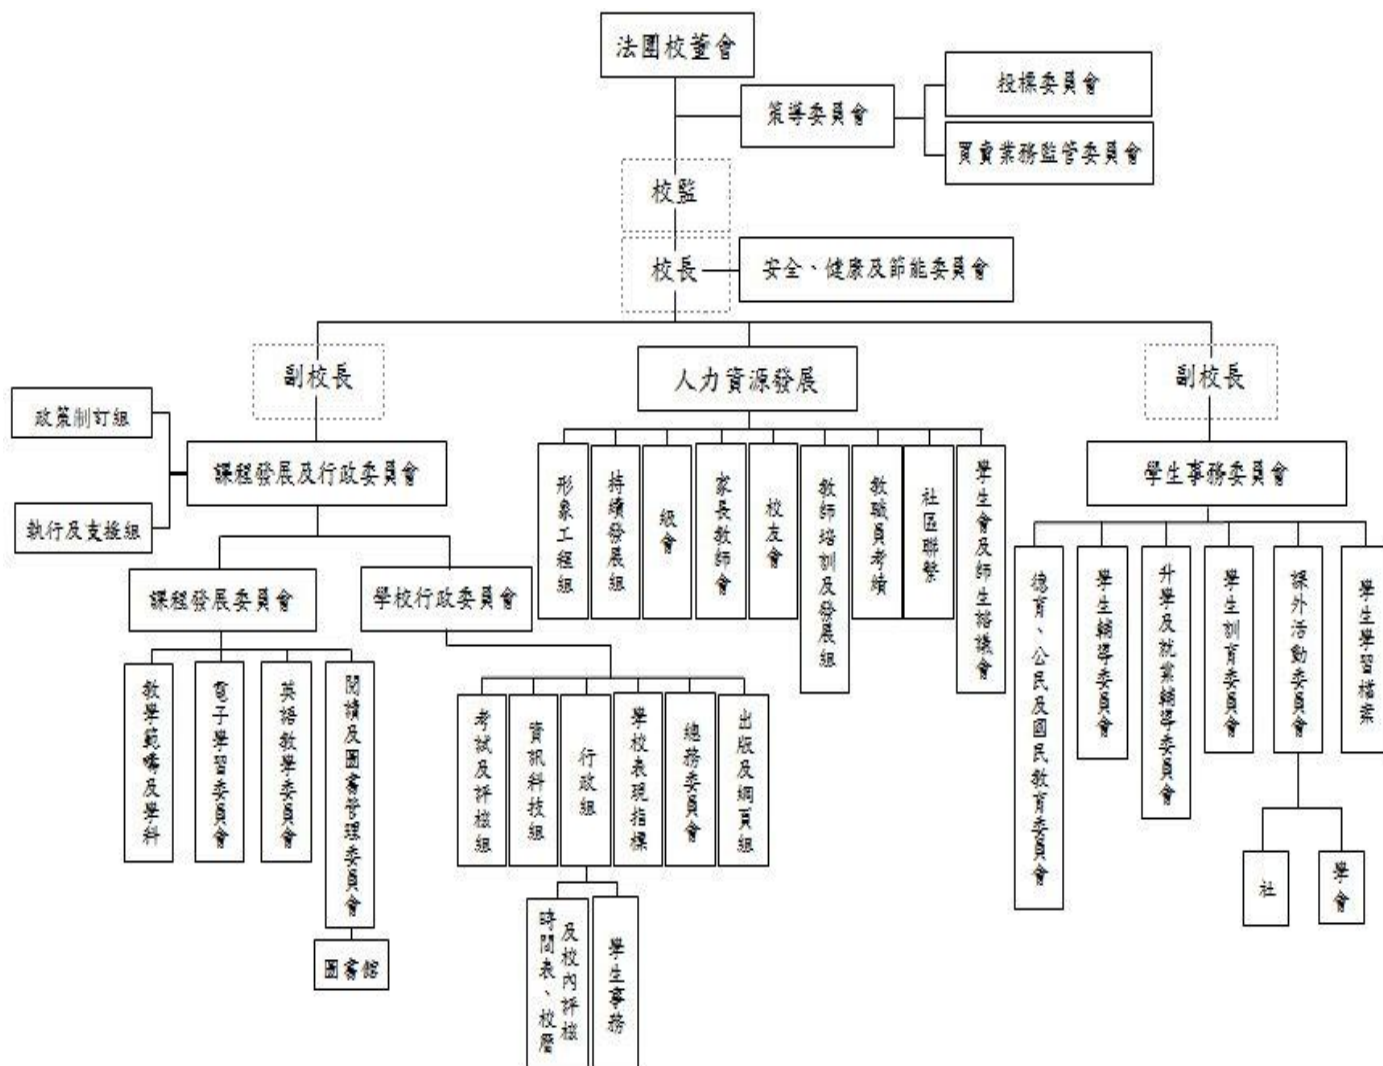 法團校董會
投標委員會
策導委員會
買賣業務監管委員會
校監
校長
安全、健康及節能委員會
副校長
人力資源發展
副校長
政策制訂組
課程發展及行政委員會
學生事務委員會
執行及支援組
形象工程組
持續發展組
級會
家長教師會
校友會
教師培訓及發展組
教職員考績
社區聯繫
學生會及師生諮議會
德育、公民及國民教育委員會
學生輔導委員會
升學及就業輔導委員會
學生訓育委員會
課外活動委員會
學生學習檔案
課程發展委員會
學校行政委員會
教學範疇及學科
電子學習委員會
英語教學委員會
閱讀及圖書管理委員會
考試及評核組
資訊科技組
行政組
學校表現指標
總務委員會
出版及網頁組
社
學會
圖書館
時間表、校曆
及校內評核
學生事務